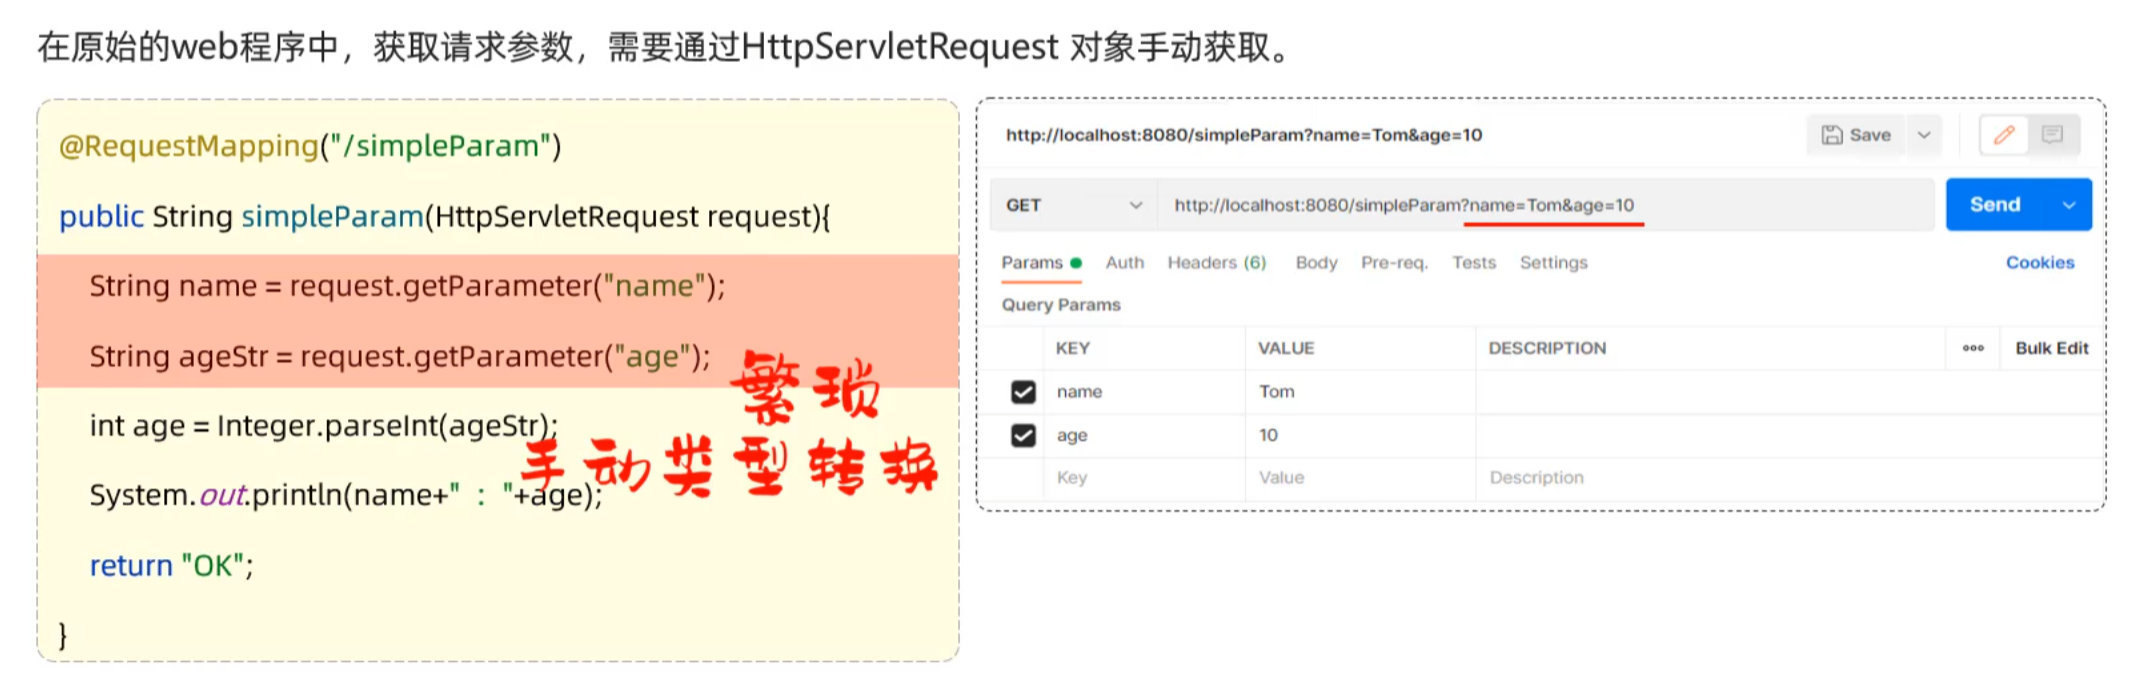 在原始的web程序中，获取请求参数，需要通过HttpServletRequest 对象手动获取。
@RequestMapping("/simpleParam")
public String simpleParam(HttpServletRequest request){
String name = request.getParameter("name");
String ageStr = request.getParameter("age");
繁琐
int age = Integer.parseInt(ageStr);
手动类型转换
System.out.println(name+" : "+age);
return "OK";
}
http://localhost:8080/simpleParam?name=Tom&age=10
Save
GET http://localhost:8080/simpleParam?name=Tom&age=10 Send
Params Auth Headers (6) Body Pre-req. Tests Settings Cookies
Query Params
KEY VALUE DESCRIPTION ooo Bulk Edit
name Tom
age 10
Key Value Description